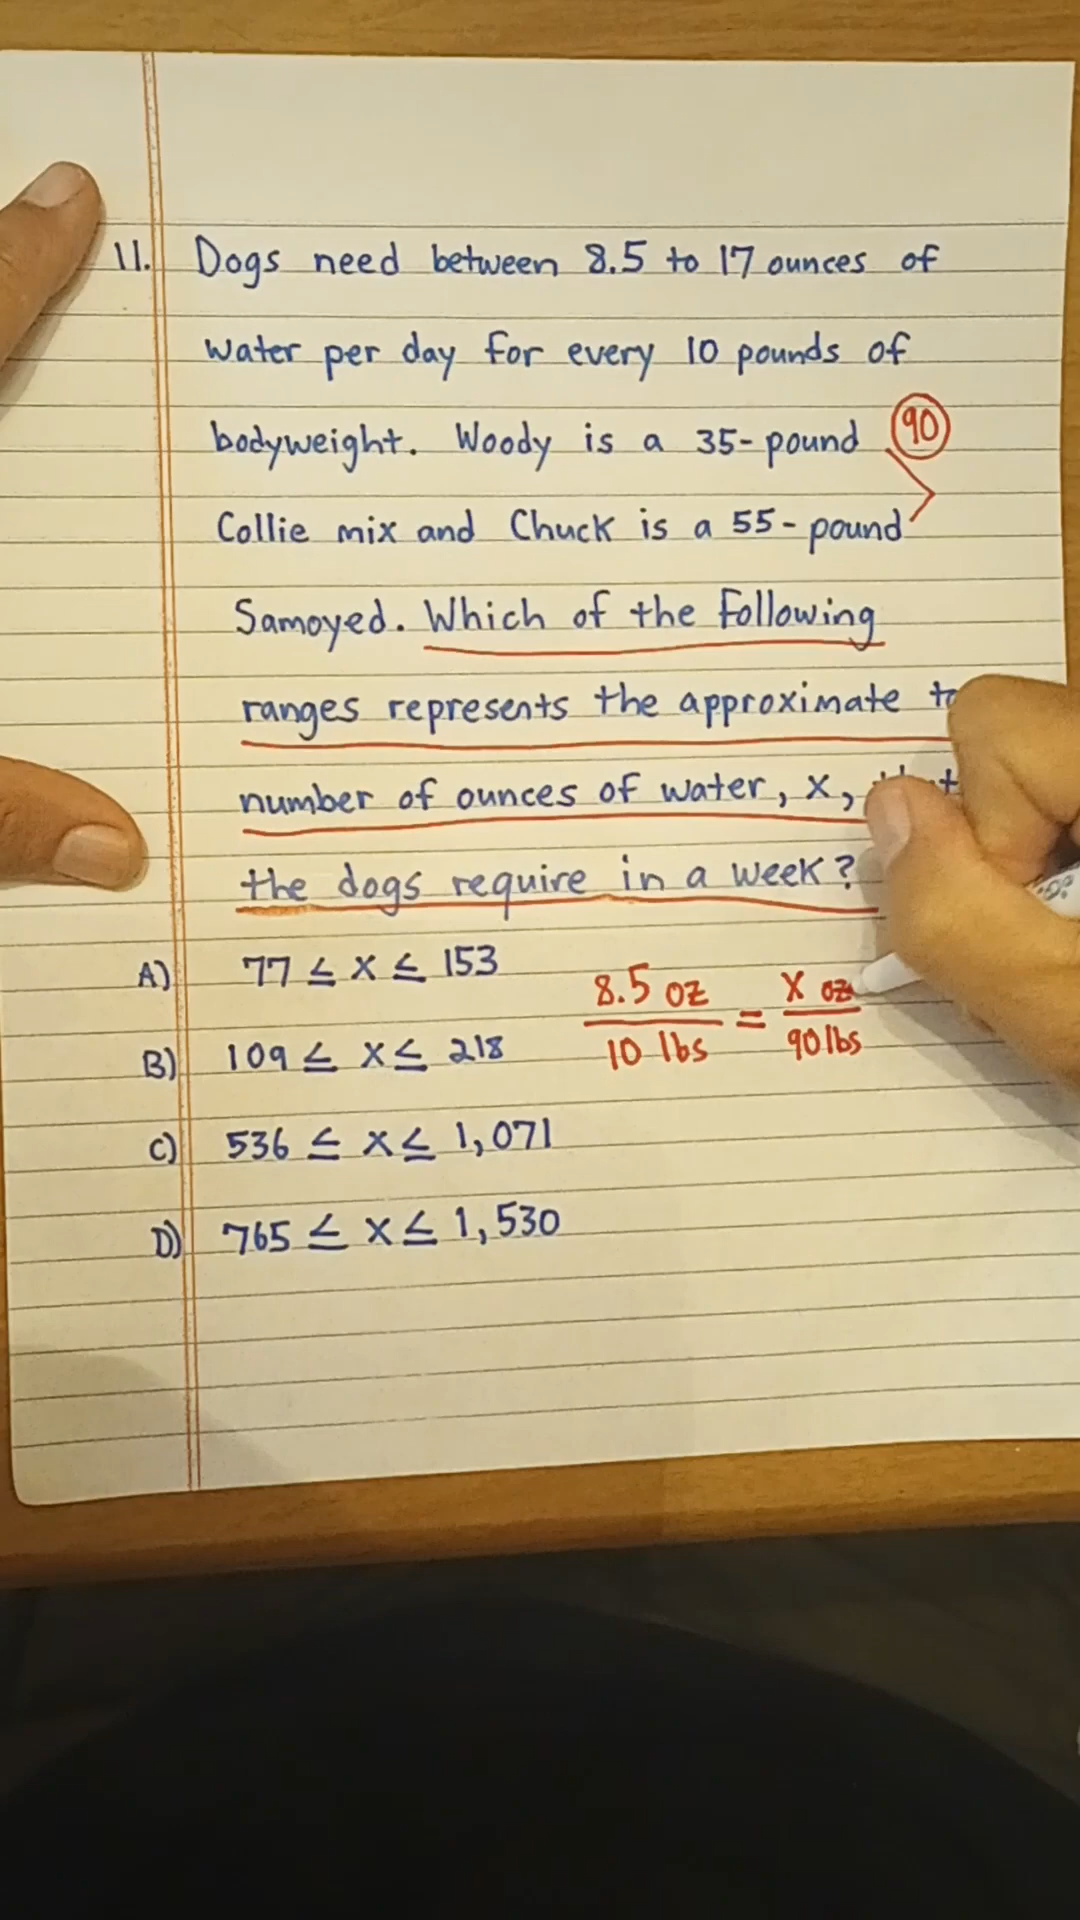 11. Dogs need between 8.5 to 17 ounces of
water per day for every 10 pounds of
bodyweight. Woody is a 35-pound 90
Collie mix and Chuck is a 55-pound
Samoyed. Which of the following
ranges represents the approximate
number of ounces of water, x,
the dogs require in a week?
A) 77 ≤ x ≤ 153
8.5 oz / 10 lbs = x oz / 90 lbs
B) 109 ≤ x ≤ 218
C) 536 ≤ x ≤ 1,071
D) 765 ≤ x ≤ 1,530